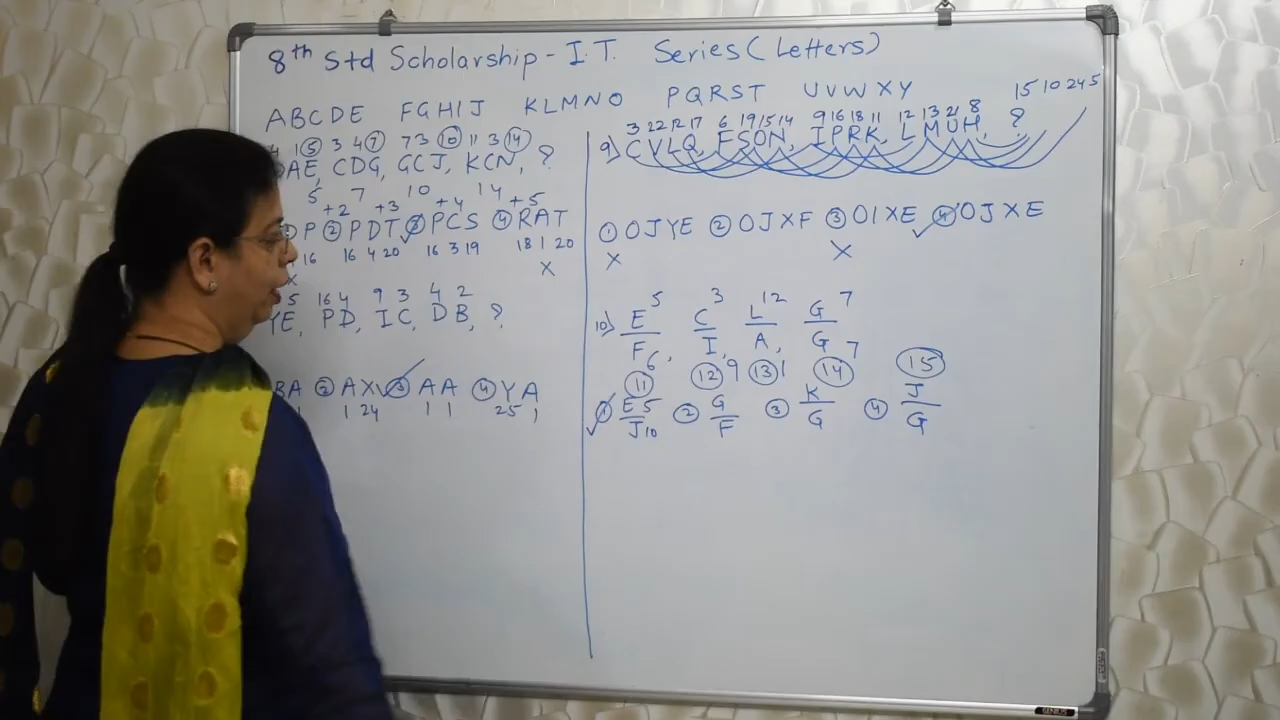 8th Std Scholarship - I.T. Series (Letters)
ABCDE FGHIJ KLMNO PQRST UVWXY
1 5 3 4 7 7 3 10 11 3 14
AE, CDG, GCJ, KCN, ?
5 7 10 14
+2 +3 +4 +5
P ② PDT ③ PCS ④ RAT
16 16 4 20 16 3 19 18 1 20
x x
5 16 4 9 3 4 2
YE, PD, IC, DB, ?
BA ② AX ③ AA ④ YA
1 24 1 1 25 1
15 10 24 5
3 22 12 17 6 19 15 14 9 16 18 11 12 13 21 8
9) CVLQ, FSON, IPRK, LMUH, ?
① OJYE ② OJXF ③ OIXE ④ OJXE
x x
5 3 12 7
10) E C L G
F, I, A, G
6 9 1 7
11 12 13 14 15
① E 5 ② G ③ K ④ J
J 10 F G G
GENIUS